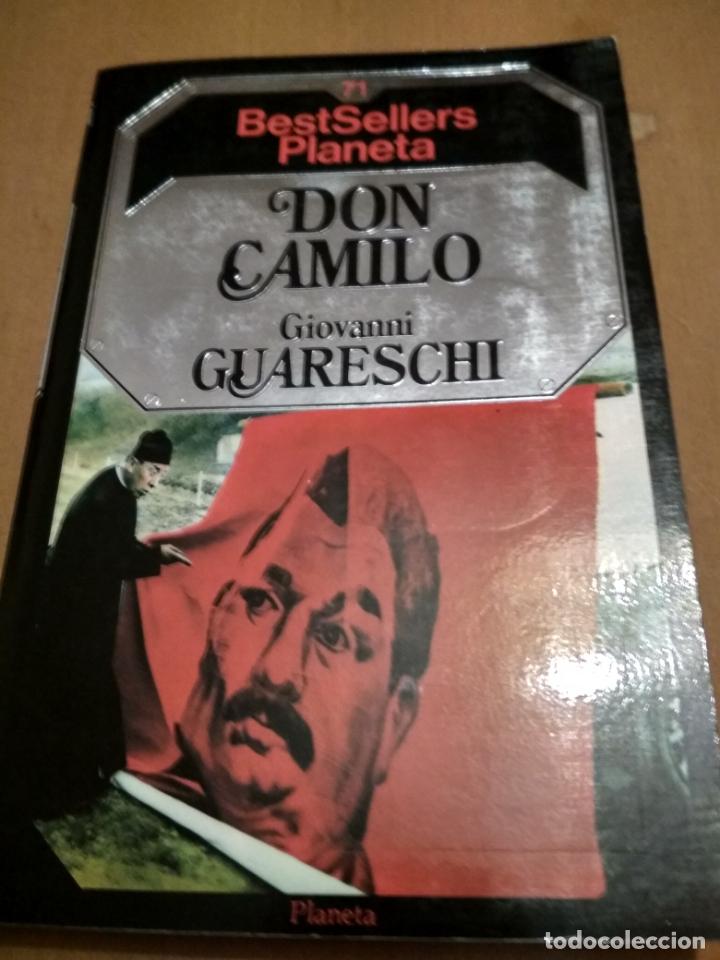 71
BestSellers
Planeta
DON
CAMILO
Giovanni
GUARESCHI
Planeta
todocoleccion